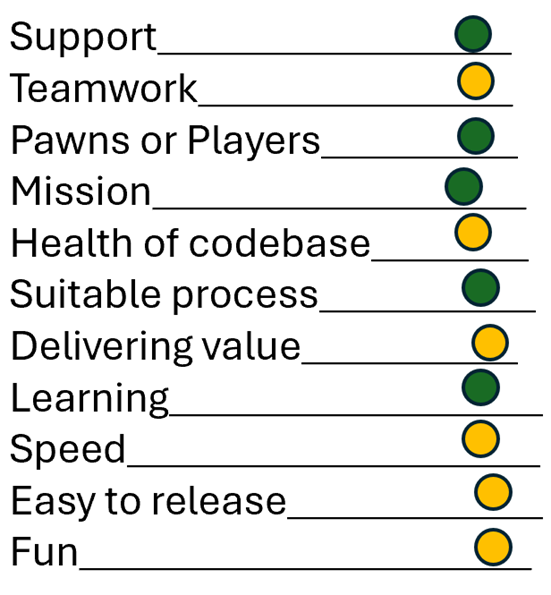 Support
Teamwork
Pawns or Players
Mission
Health of codebase
Suitable process
Delivering value
Learning
Speed
Easy to release
Fun